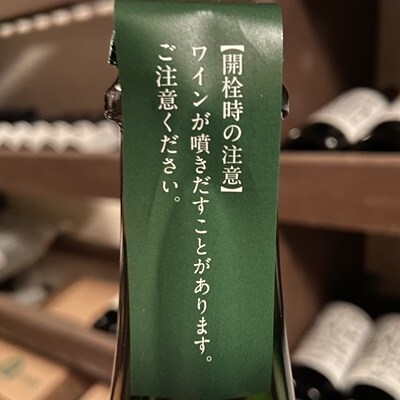 【開栓時の注意】
ワインが噴きだすことがあります。
ご注意ください。